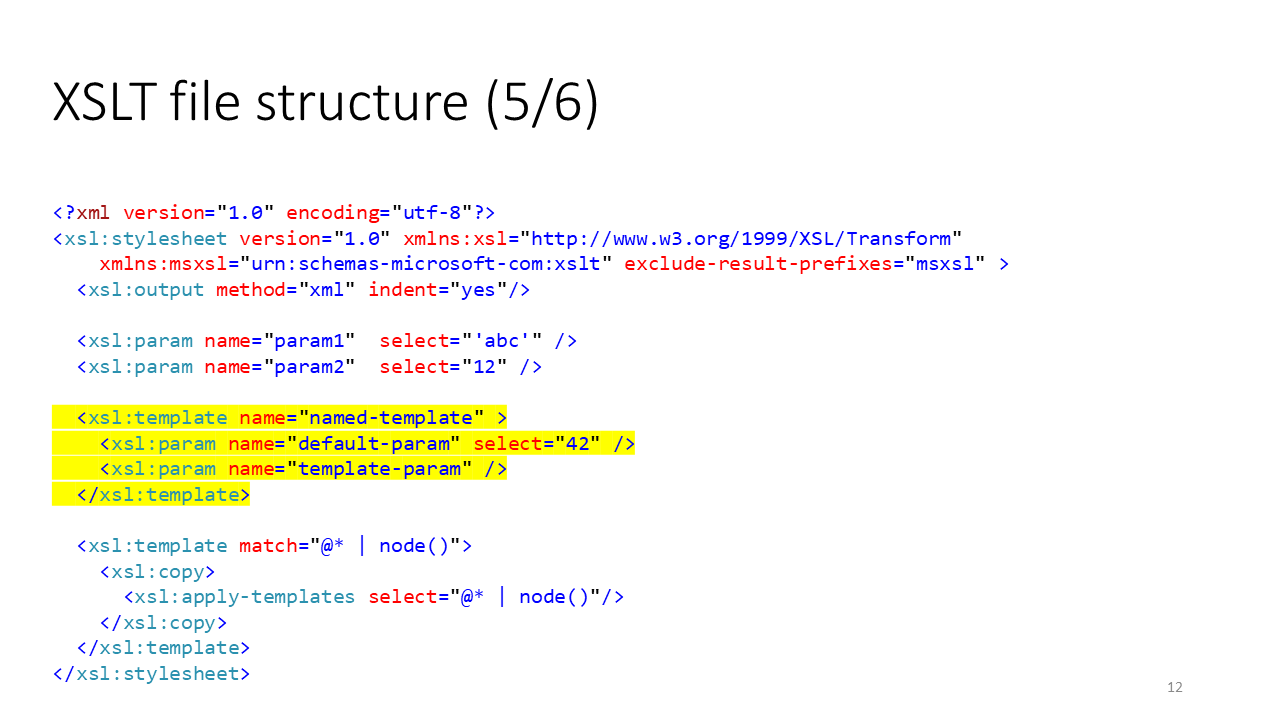 XSLT file structure (5/6)
<?xml version="1.0" encoding="utf-8"?>
<xsl:stylesheet version="1.0" xmlns:xsl="http://www.w3.org/1999/XSL/Transform"
    xmlns:msxsl="urn:schemas-microsoft-com:xslt" exclude-result-prefixes="msxsl" >
  <xsl:output method="xml" indent="yes"/>
  <xsl:param name="param1"  select="'abc'" />
  <xsl:param name="param2"  select="12" />
  <xsl:template name="named-template" >
    <xsl:param name="default-param" select="42" />
    <xsl:param name="template-param" />
  </xsl:template>
  <xsl:template match="@* | node()">
    <xsl:copy>
      <xsl:apply-templates select="@* | node()"/>
    </xsl:copy>
  </xsl:template>
</xsl:stylesheet>
12